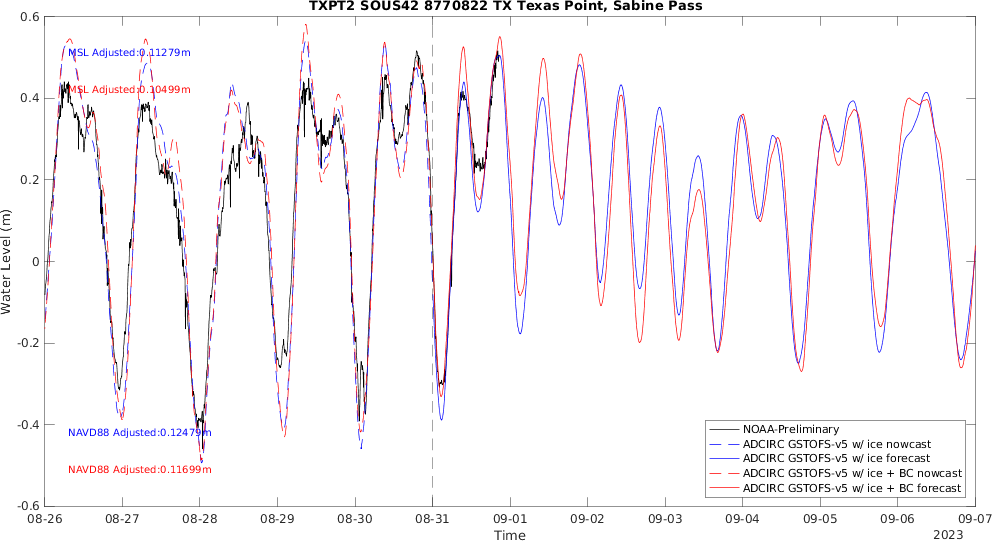 TXPT2 SOUS42 8770822 TX Texas Point, Sabine Pass
Water Level (m)
0.6
0.4
0.2
0
-0.2
-0.4
-0.6
MSL Adjusted:0.11279m
MSL Adjusted:0.10499m
NAVD88 Adjusted:0.12479m
NAVD88 Adjusted:0.11699m
NOAA-Preliminary
ADCIRC GSTOFS-v5 w/ ice nowcast
ADCIRC GSTOFS-v5 w/ ice forecast
ADCIRC GSTOFS-v5 w/ ice + BC nowcast
ADCIRC GSTOFS-v5 w/ ice + BC forecast
08-26 08-27 08-28 08-29 08-30 08-31 09-01 09-02 09-03 09-04 09-05 09-06 09-07
Time
2023